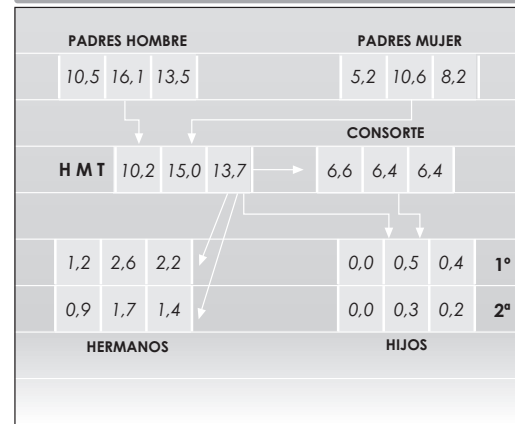 PADRES HOMBRE PADRES MUJER
10,5 16,1 13,5 5,2 10,6 8,2
CONSORTE
H M T 10,2 15,0 13,7 6,6 6,4 6,4
1,2 2,6 2,2 0,0 0,5 0,4 1º
0,9 1,7 1,4 0,0 0,3 0,2 2ª
HERMANOS HIJOS